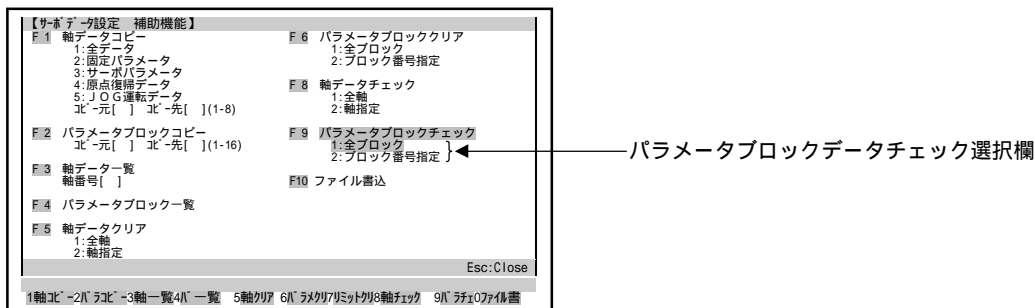 【ｻｰﾎﾞﾃﾞｰﾀ設定　補助機能】
F 1 軸データコピー
1:全データ
2:固定パラメータ
3:サーボパラメータ
4:原点復帰データ
5:ＪＯＧ運転データ
ｺﾋﾟｰ元[ ] ｺﾋﾟｰ先[ ](1-8)
F 2 パラメータブロックコピー
ｺﾋﾟｰ元[ ] ｺﾋﾟｰ先[ ](1-16)
F 3 軸データ一覧
軸番号[ ]
F 4 パラメータブロック一覧
F 5 軸データクリア
1:全軸
2:軸指定
F 6 パラメータブロッククリア
1:全ブロック
2:ブロック番号指定
F 8 軸データチェック
1:全軸
2:軸指定
F 9 パラメータブロックチェック
1:全ブロック
2:ブロック番号指定
F10 ファイル書込
パラメータブロックデータチェック選択欄
Esc:Close
1軸ｺﾋﾟｰ2ﾊﾟﾗｺﾋﾟｰ3軸一覧4ﾊﾟｰ一覧 5軸ｸﾘｱ 6ﾊﾟﾗﾒｸﾘ7ﾘﾐｯﾄｸﾘ8軸ﾁｪｯｸ 9ﾊﾟﾗﾁｪ0ﾌｧｲﾙ書